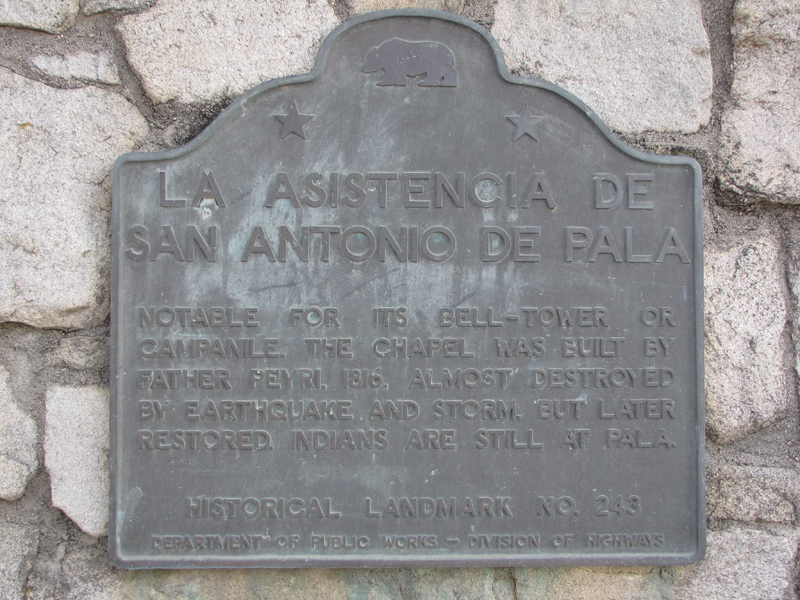 LA ASISTENCIA DE
SAN ANTONIO DE PALA
NOTABLE FOR ITS BELL-TOWER OR
CAMPANILE. THE CHAPEL WAS BUILT BY
FATHER PEYRI, 1816. ALMOST DESTROYED
BY EARTHQUAKE AND STORM, BUT LATER
RESTORED. INDIANS ARE STILL AT PALA.
HISTORICAL LANDMARK NO. 243
DEPARTMENT OF PUBLIC WORKS – DIVISION OF HIGHWAYS